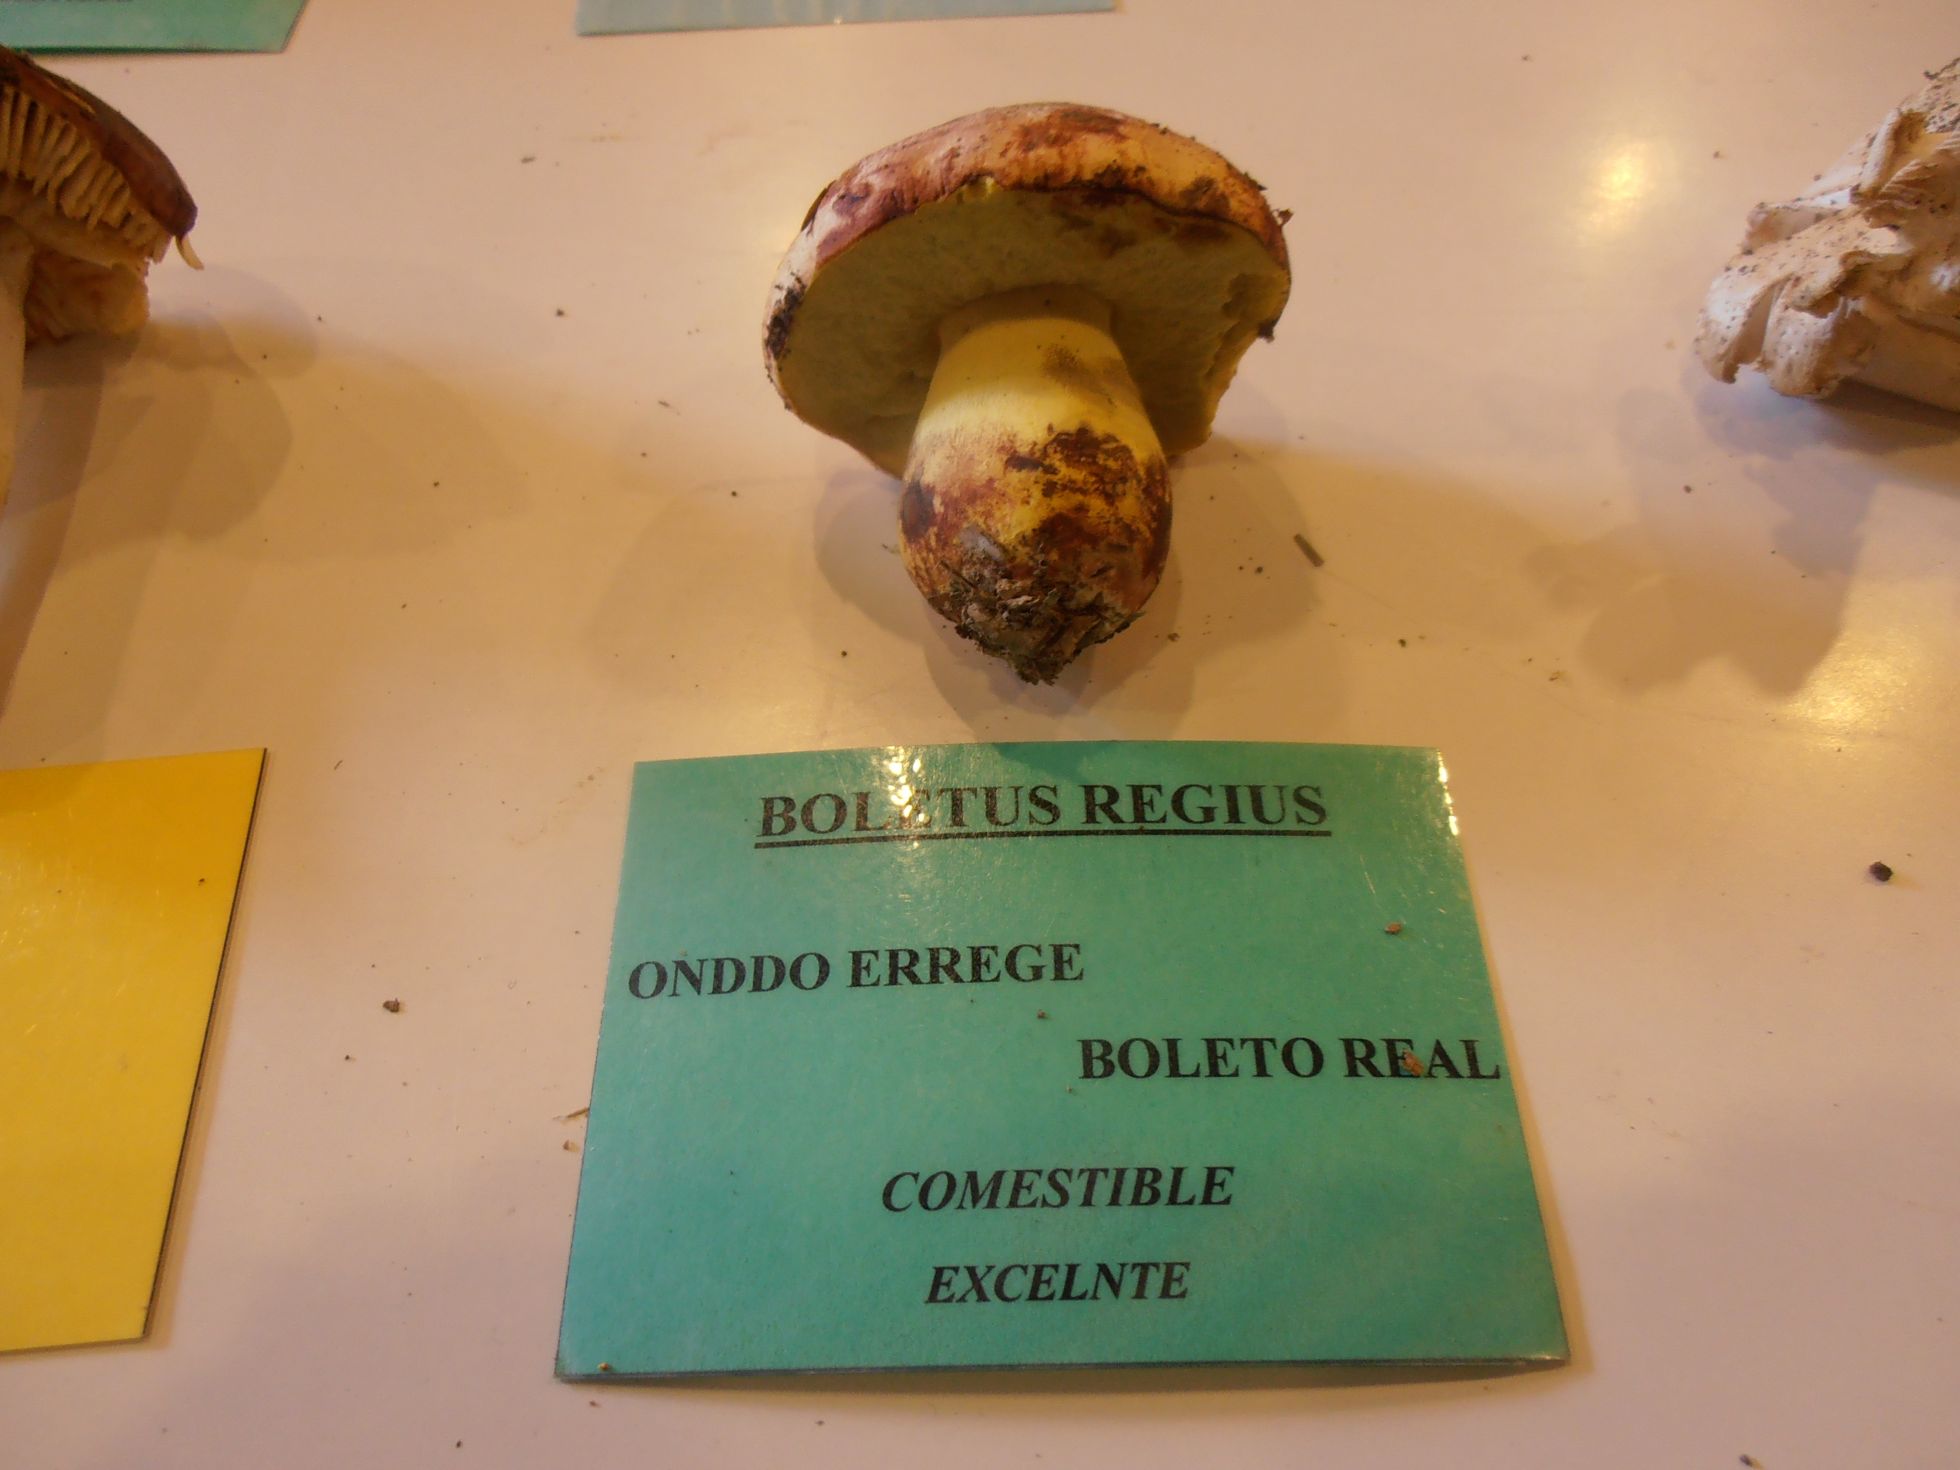 BOLETUS REGIUS
ONDDO ERREGE
BOLETO REAL
COMESTIBLE
EXCELNTE